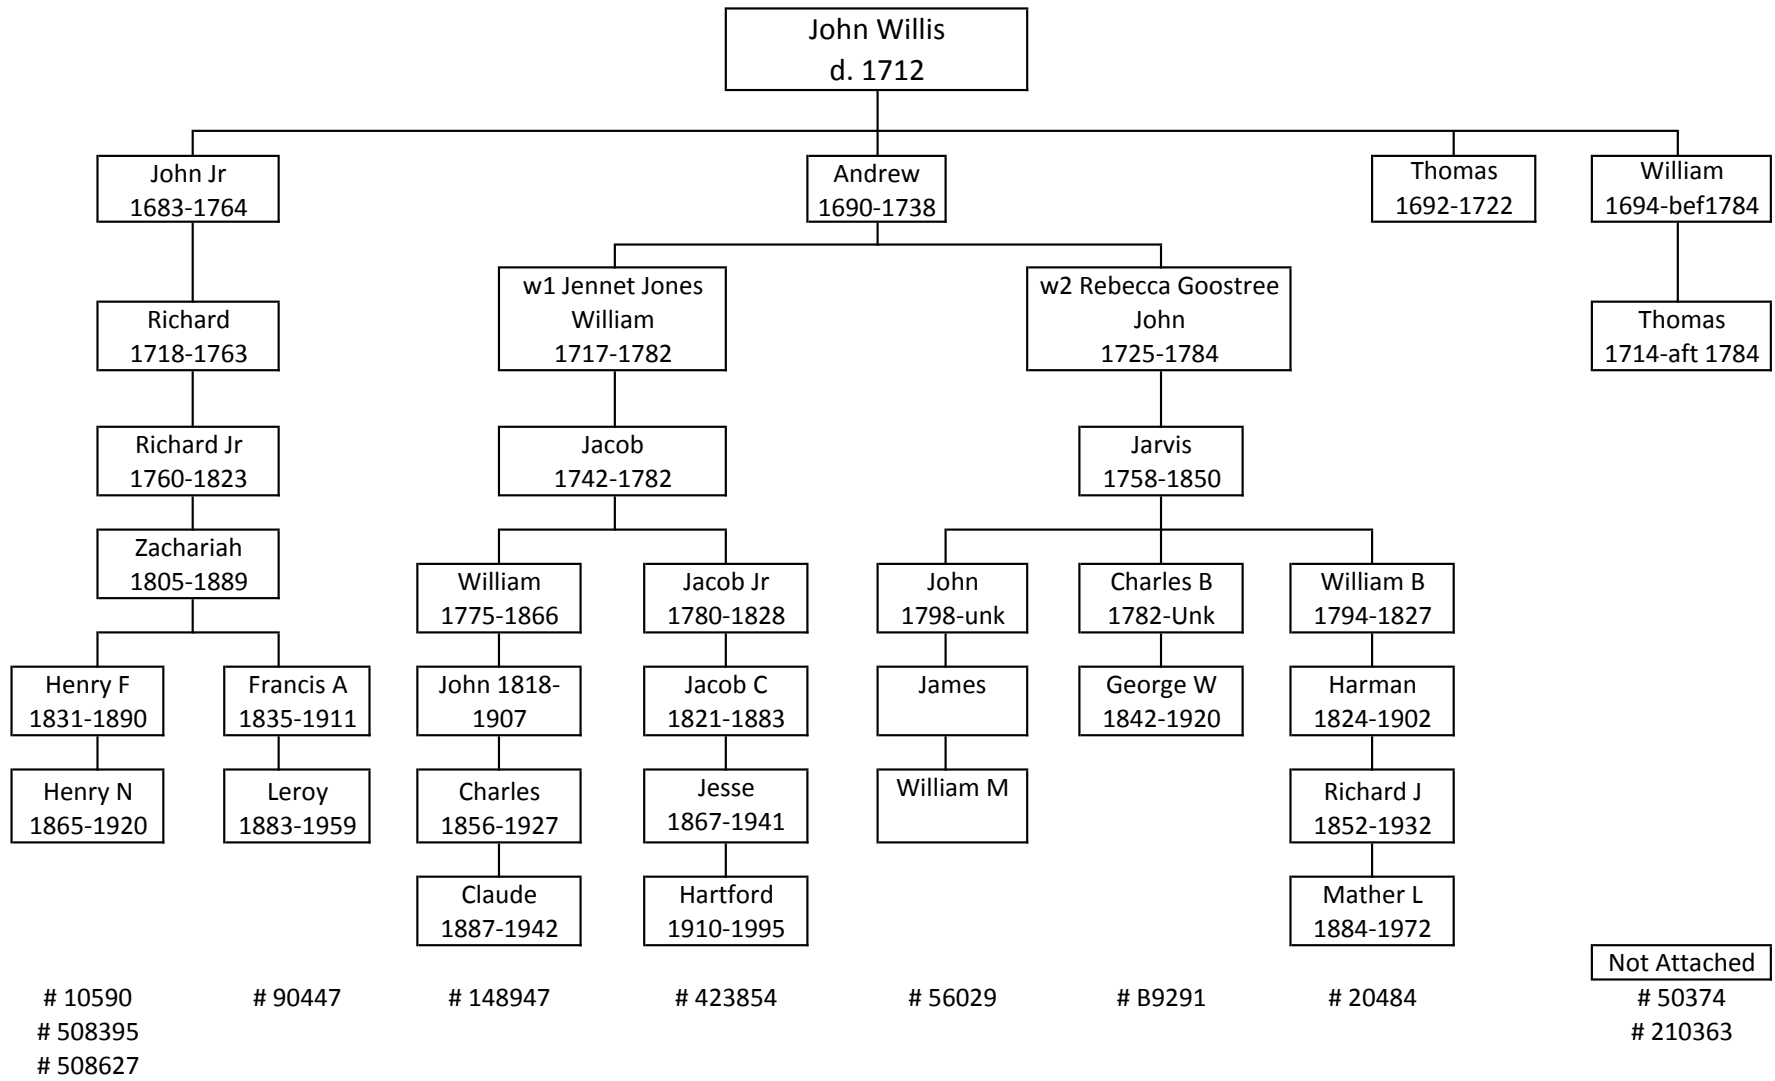 John Willis
d. 1712
John Jr
1683-1764
Andrew
1690-1738
Thomas
1692-1722
William
1694-bef1784
w1 Jennet Jones
William
1717-1782
w2 Rebecca Goostree
John
1725-1784
Richard
1718-1763
Thomas
1714-aft 1784
Richard Jr
1760-1823
Jacob
1742-1782
Jarvis
1758-1850
Zachariah
1805-1889
William
1775-1866
Jacob Jr
1780-1828
John
1798-unk
Charles B
1782-Unk
William B
1794-1827
Henry F
1831-1890
Francis A
1835-1911
John 1818-
1907
Jacob C
1821-1883
James
George W
1842-1920
Harman
1824-1902
Henry N
1865-1920
Leroy
1883-1959
Charles
1856-1927
Jesse
1867-1941
William M
Richard J
1852-1932
Claude
1887-1942
Hartford
1910-1995
Mather L
1884-1972
Not Attached
# 10590
# 508395
# 508627
# 90447
# 148947
# 423854
# 56029
# B9291
# 20484
# 50374
# 210363